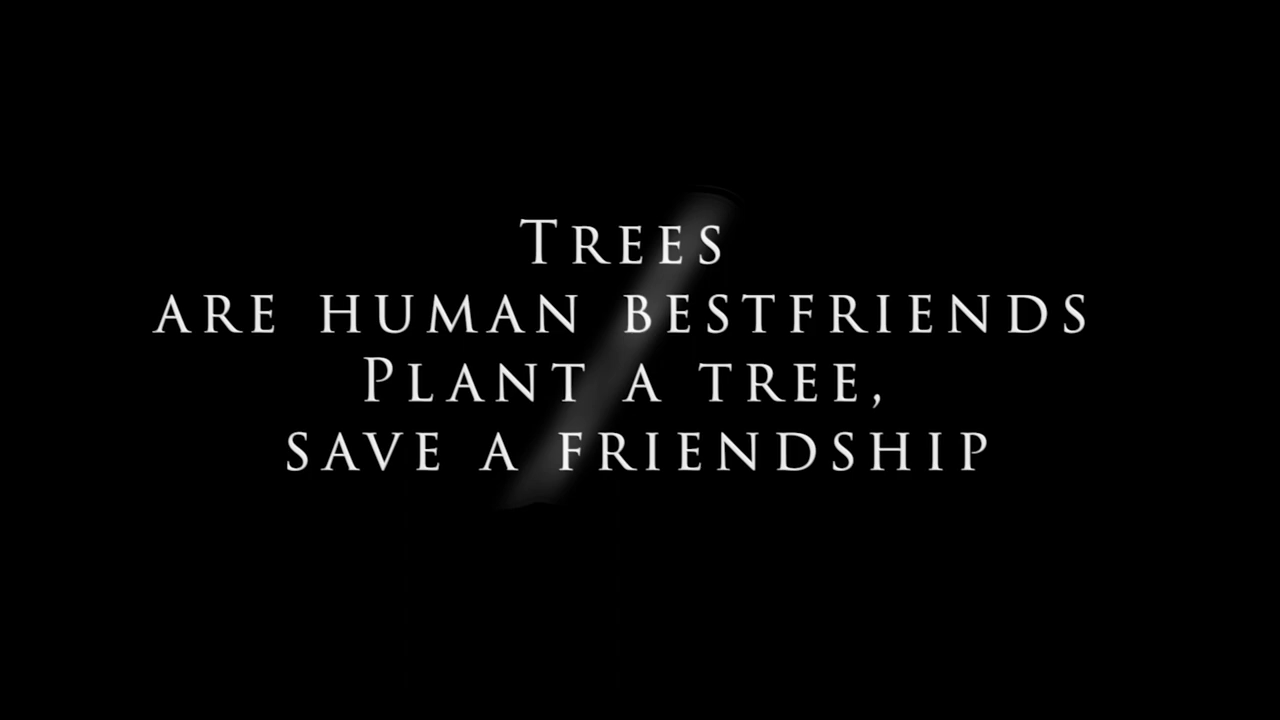 Trees
are human bestfriends
Plant a tree,
save a friendship